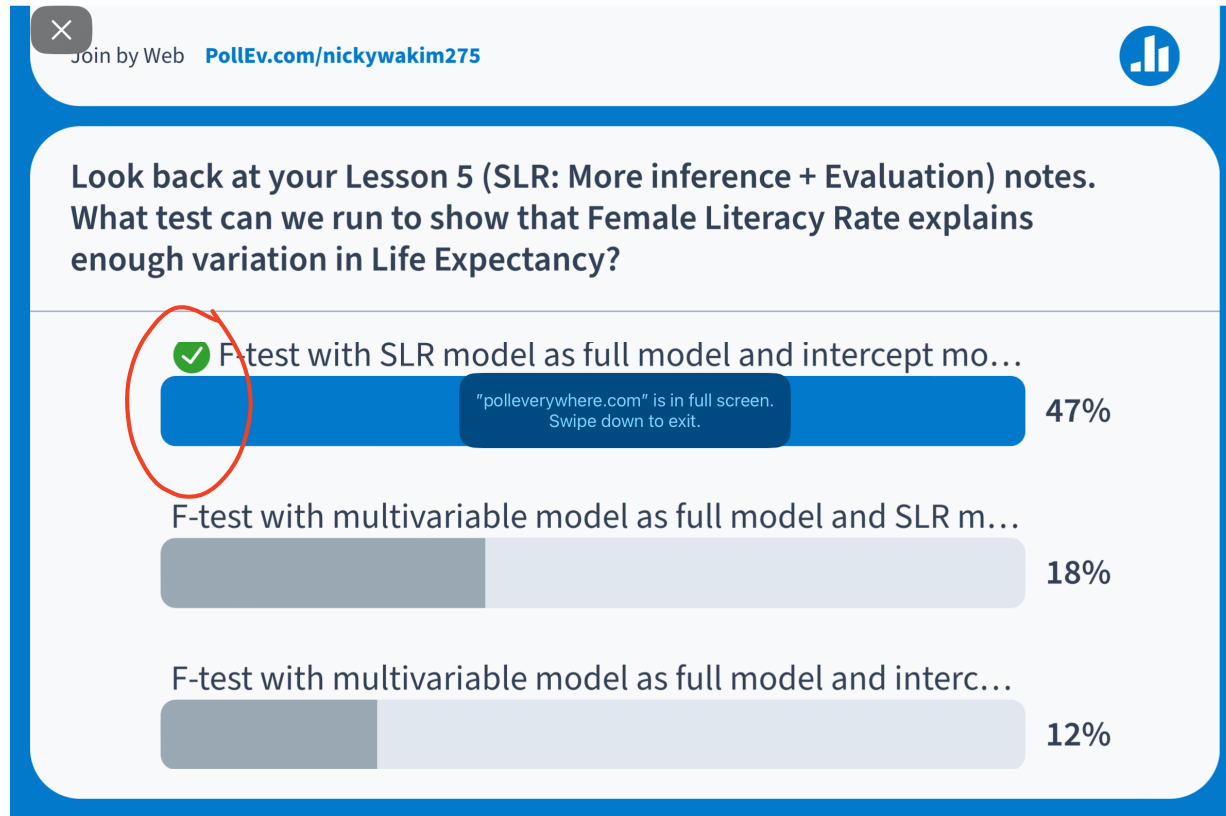 Join by Web PollEv.com/nickywakim275
Look back at your Lesson 5 (SLR: More inference + Evaluation) notes.
What test can we run to show that Female Literacy Rate explains
enough variation in Life Expectancy?
F-test with SLR model as full model and intercept mo…
"polleverywhere.com" is in full screen.
Swipe down to exit.
47%
F-test with multivariable model as full model and SLR m…
18%
F-test with multivariable model as full model and interc…
12%